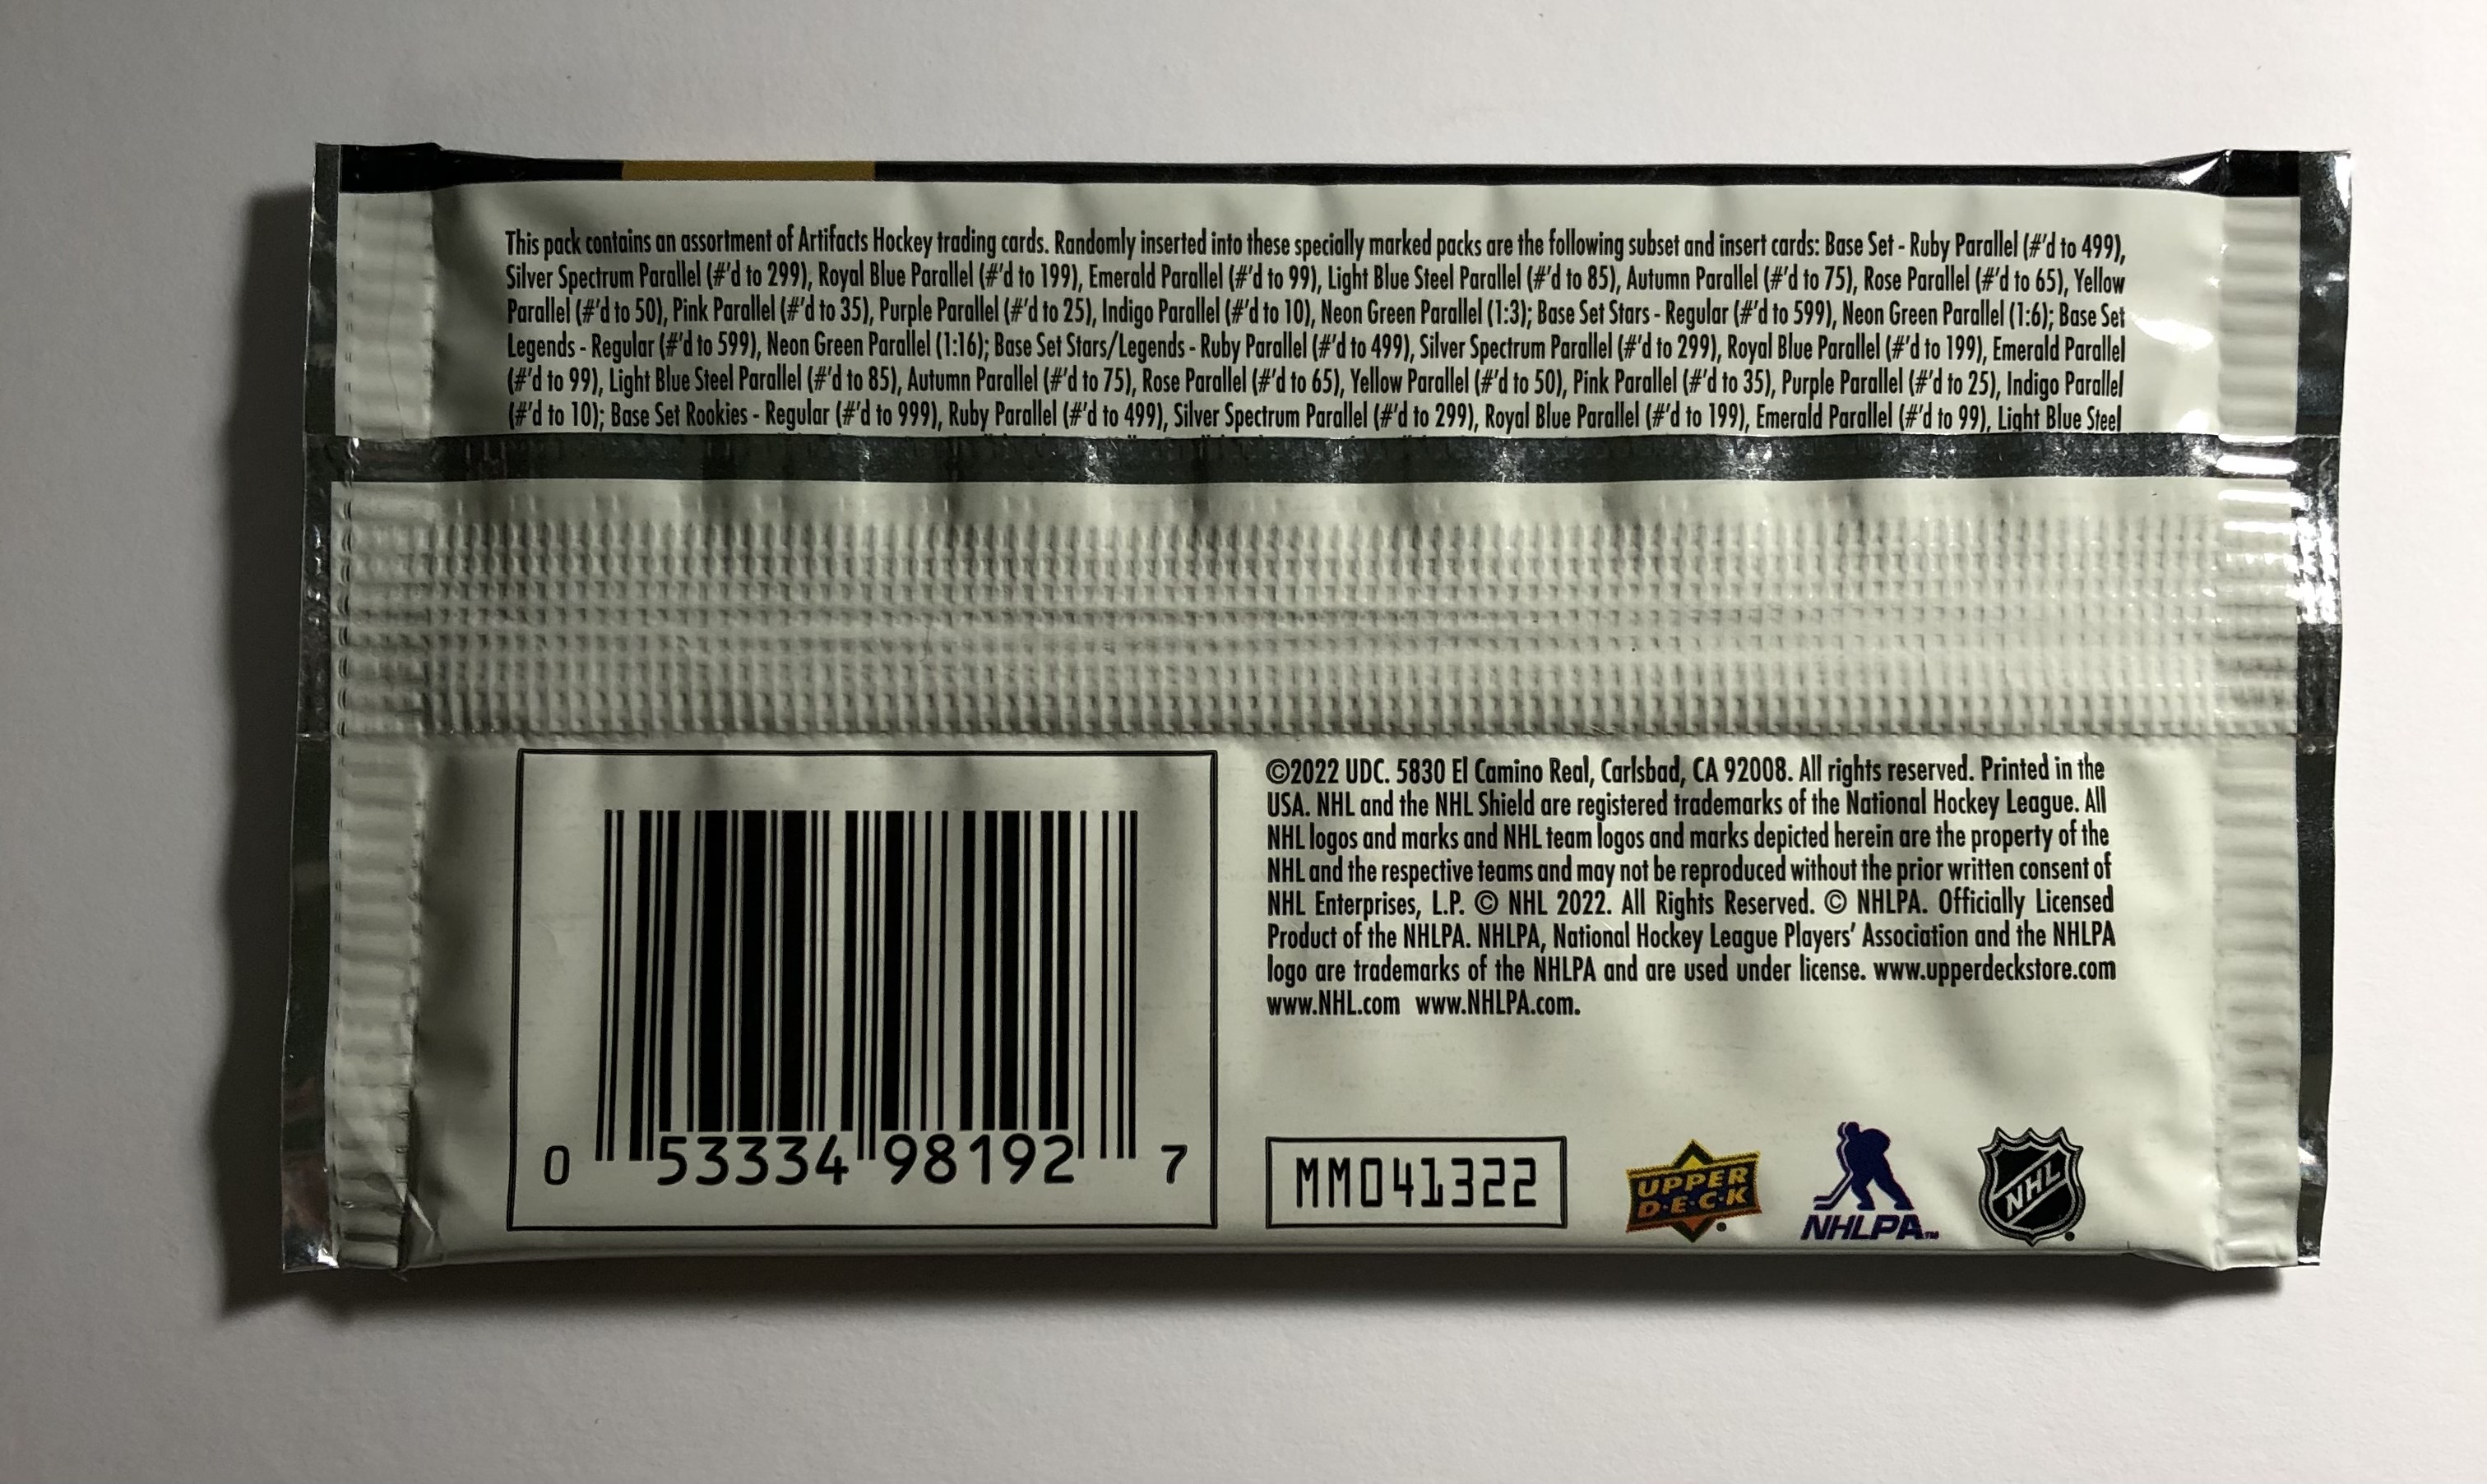 This pack contains an assortment of Artifacts Hockey trading cards. Randomly inserted into these specially marked packs are the following subset and insert cards: Base Set - Ruby Parallel (#'d to 499),
Silver Spectrum Parallel (#'d to 299), Royal Blue Parallel (#'d to 199), Emerald Parallel (#'d to 99), Light Blue Steel Parallel (#'d to 85), Autumn Parallel (#'d to 75), Rose Parallel (#'d to 65), Yellow
Parallel (#'d to 50), Pink Parallel (#'d to 35), Purple Parallel (#'d to 25), Indigo Parallel (#'d to 10), Neon Green Parallel (1:3); Base Set Stars - Regular (#'d to 599), Neon Green Parallel (1:6); Base Set
Legends - Regular (#'d to 599), Neon Green Parallel (1:16); Base Set Stars/Legends - Ruby Parallel (#'d to 499), Silver Spectrum Parallel (#'d to 299), Royal Blue Parallel (#'d to 199), Emerald Parallel
(#'d to 99), Light Blue Steel Parallel (#'d to 85), Autumn Parallel (#'d to 75), Rose Parallel (#'d to 65), Yellow Parallel (#'d to 50), Pink Parallel (#'d to 35), Purple Parallel (#'d to 25), Indigo Parallel
(#'d to 10); Base Set Rookies - Regular (#'d to 999), Ruby Parallel (#'d to 499), Silver Spectrum Parallel (#'d to 299), Royal Blue Parallel (#'d to 199), Emerald Parallel (#'d to 99), Light Blue Steel
©2022 UDC. 5830 El Camino Real, Carlsbad, CA 92008. All rights reserved. Printed in the
USA. NHL and the NHL Shield are registered trademarks of the National Hockey League. All
NHL logos and marks and NHL team logos and marks depicted herein are the property of the
NHL and the respective teams and may not be reproduced without the prior written consent of
NHL Enterprises, L.P. © NHL 2022. All Rights Reserved. © NHLPA. Officially Licensed
Product of the NHLPA. NHLPA, National Hockey League Players' Association and the NHLPA
logo are trademarks of the NHLPA and are used under license. www.upperdeckstore.com
www.NHL.com www.NHLPA.com.
0 53334 98192 7
MM041322
UPPER
D·E·C·K
NHLPA™
NHL